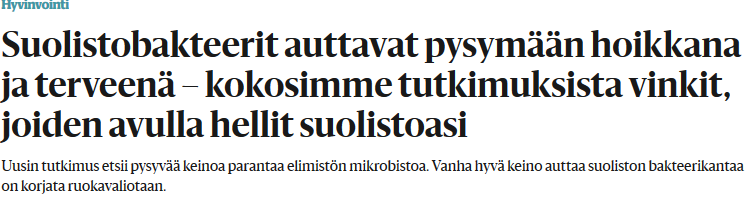 Hyvinvointi
Suolistobakteerit auttavat pysymään hoikkana
ja terveenä – kokosimme tutkimuksista vinkit,
joiden avulla hellit suolistoasi
Uusin tutkimus etsii pysyvää keinoa parantaa elimistön mikrobistoa. Vanha hyvä keino auttaa suoliston bakteerikantaa
on korjata ruokavaliotaan.